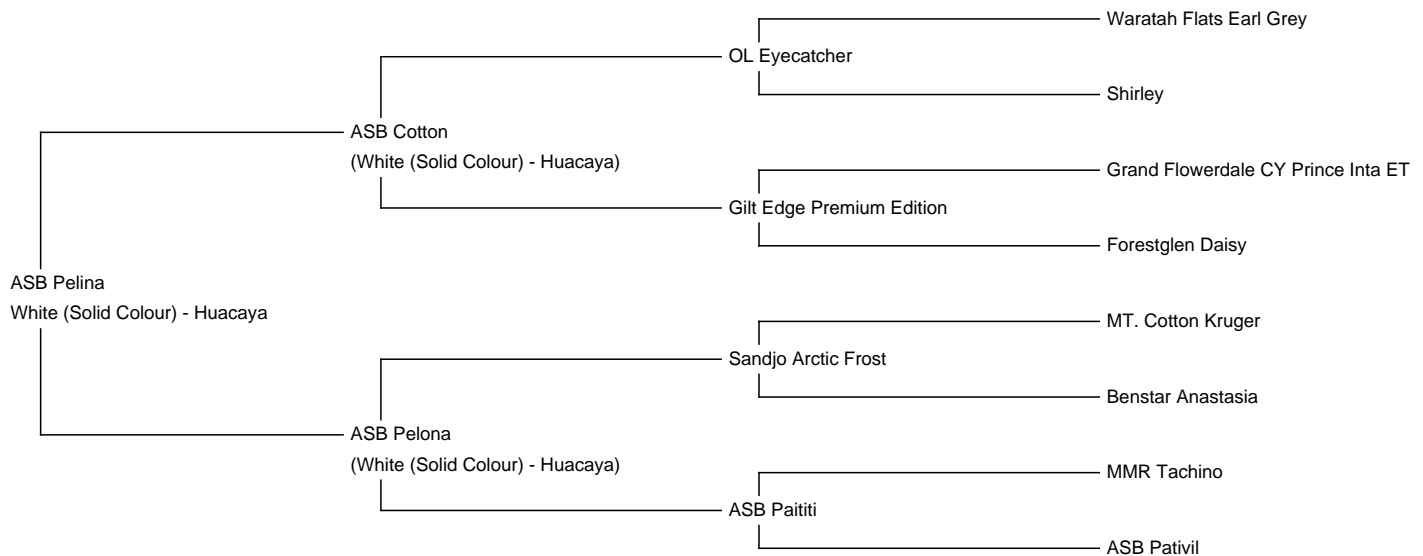 Waratah Flats Earl Grey
OL Eyecatcher
Shirley
ASB Cotton
(White (Solid Colour) - Huacaya)
Grand Flowerdale CY Prince Inta ET
Gilt Edge Premium Edition
Forestglen Daisy
ASB Pelina
White (Solid Colour) - Huacaya
MT. Cotton Kruger
Sandjo Arctic Frost
Benstar Anastasia
ASB Pelona
(White (Solid Colour) - Huacaya)
MMR Tachino
ASB Paititi
ASB Pativil